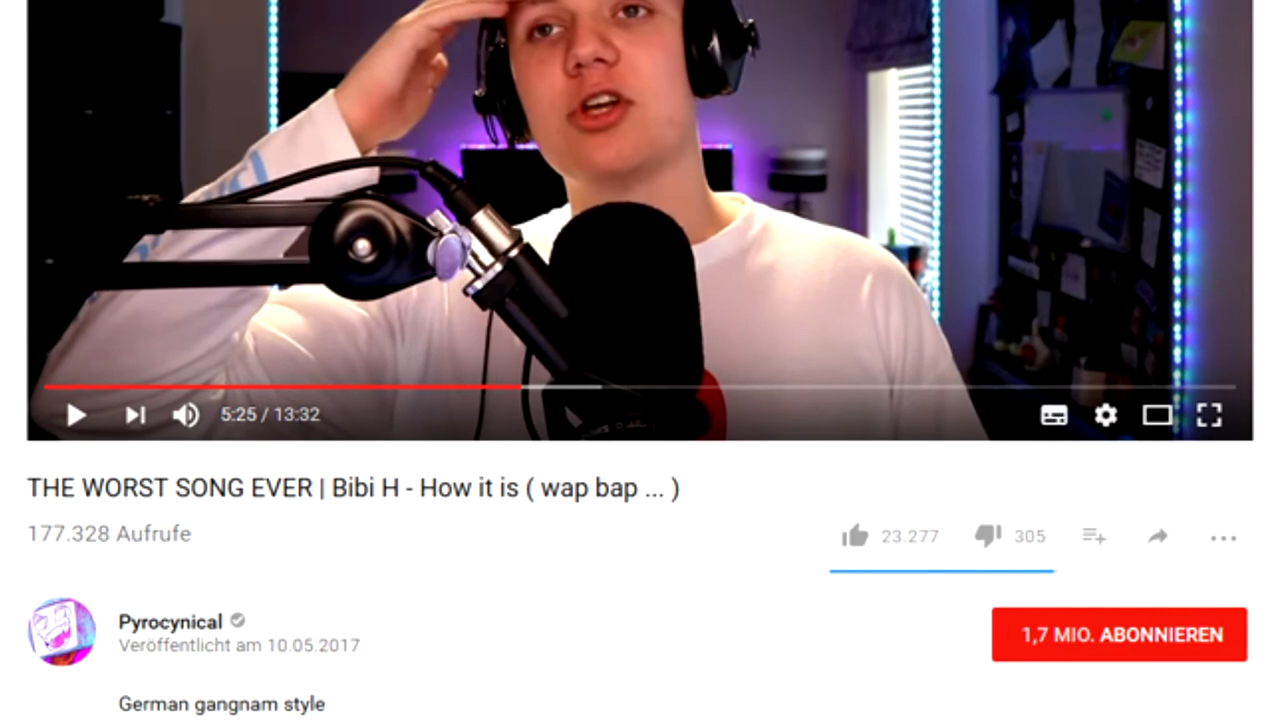 5:25 / 13:32
THE WORST SONG EVER | Bibi H - How it is ( wap bap ... )
177.328 Aufrufe
23.277 305
Pyrocynical
Veröffentlicht am 10.05.2017
1,7 MIO. ABONNIEREN
German gangnam style